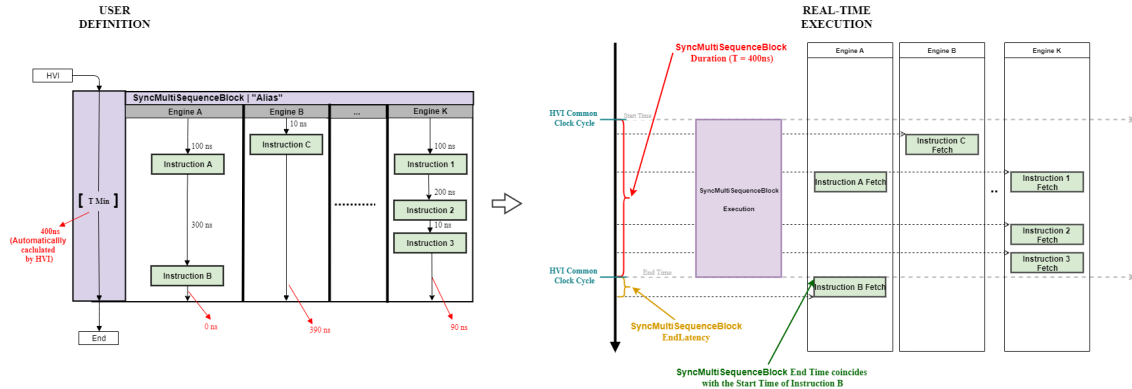 USER
DEFINITION
HVI
SyncMultiSequenceBlock | "Alias"
Engine A
Engine B
...
Engine K
10 ns
Instruction C
100 ns
Instruction A
100 ns
Instruction 1
200 ns
Instruction 2
10 ns
Instruction 3
[ T Min ]
400ns
(Automaticallly
caclulated
by HVI)
300 ns
Instruction B
End
0 ns
390 ns
90 ns
REAL-TIME
EXECUTION
SyncMultiSequenceBlock
Duration (T = 400ns)
Engine A
Engine B
Engine K
HVI Common
Clock Cycle
Start Time
Instruction C
Fetch
SyncMultiSequenceBlock
Execution
Instruction A Fetch
..
Instruction 1
Fetch
Instruction 2
Fetch
Instruction 3
Fetch
HVI Common
Clock Cycle
End Time
Instruction B Fetch
SyncMultiSequenceBlock
EndLatency
SyncMultiSequenceBlock End Time coincides
with the Start Time of Instruction B